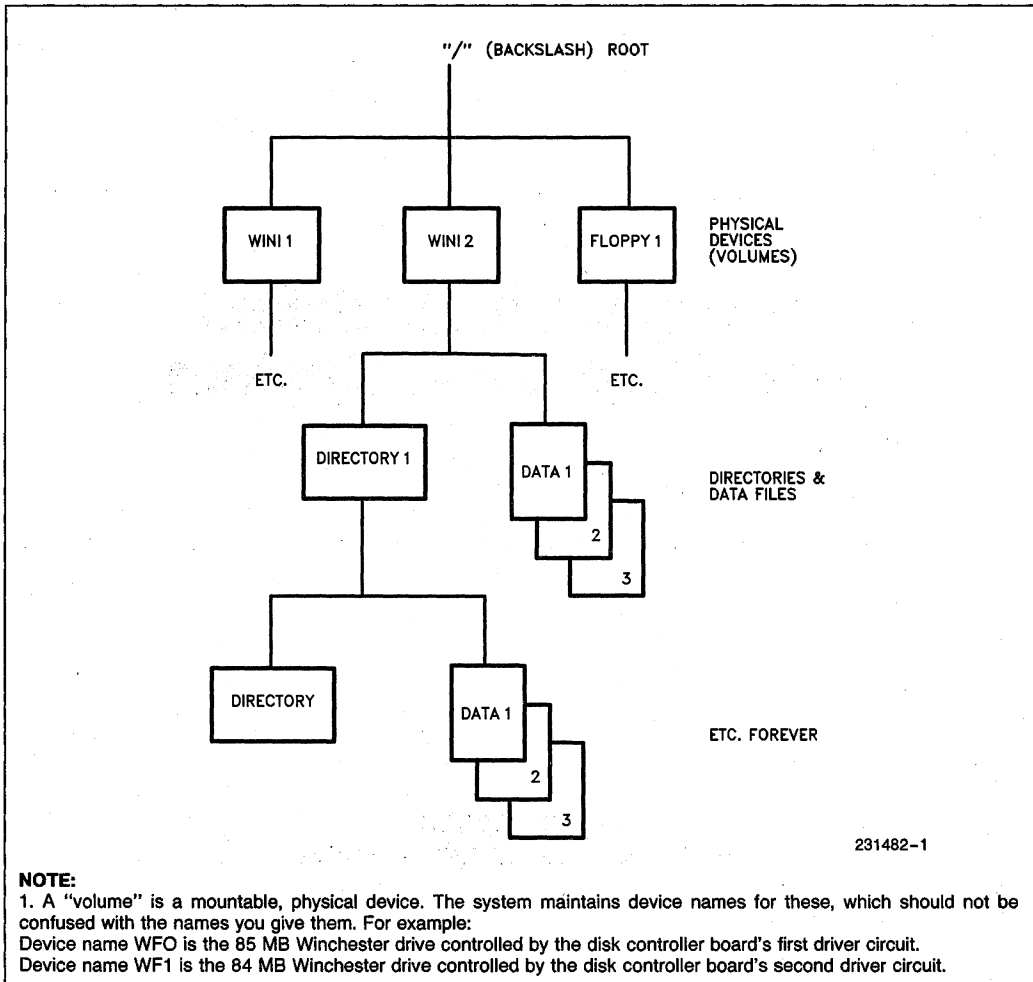 "/" (BACKSLASH) ROOT
WINI 1
WINI 2
FLOPPY 1
PHYSICAL
DEVICES
(VOLUMES)
ETC.
ETC.
DIRECTORY 1
DATA 1
2
3
DIRECTORIES &
DATA FILES
DIRECTORY
DATA 1
2
3
ETC. FOREVER
231482-1
NOTE:
1. A "volume" is a mountable, physical device. The system maintains device names for these, which should not be
confused with the names you give them. For example:
Device name WFO is the 85 MB Winchester drive controlled by the disk controller board's first driver circuit.
Device name WF1 is the 84 MB Winchester drive controlled by the disk controller board's second driver circuit.